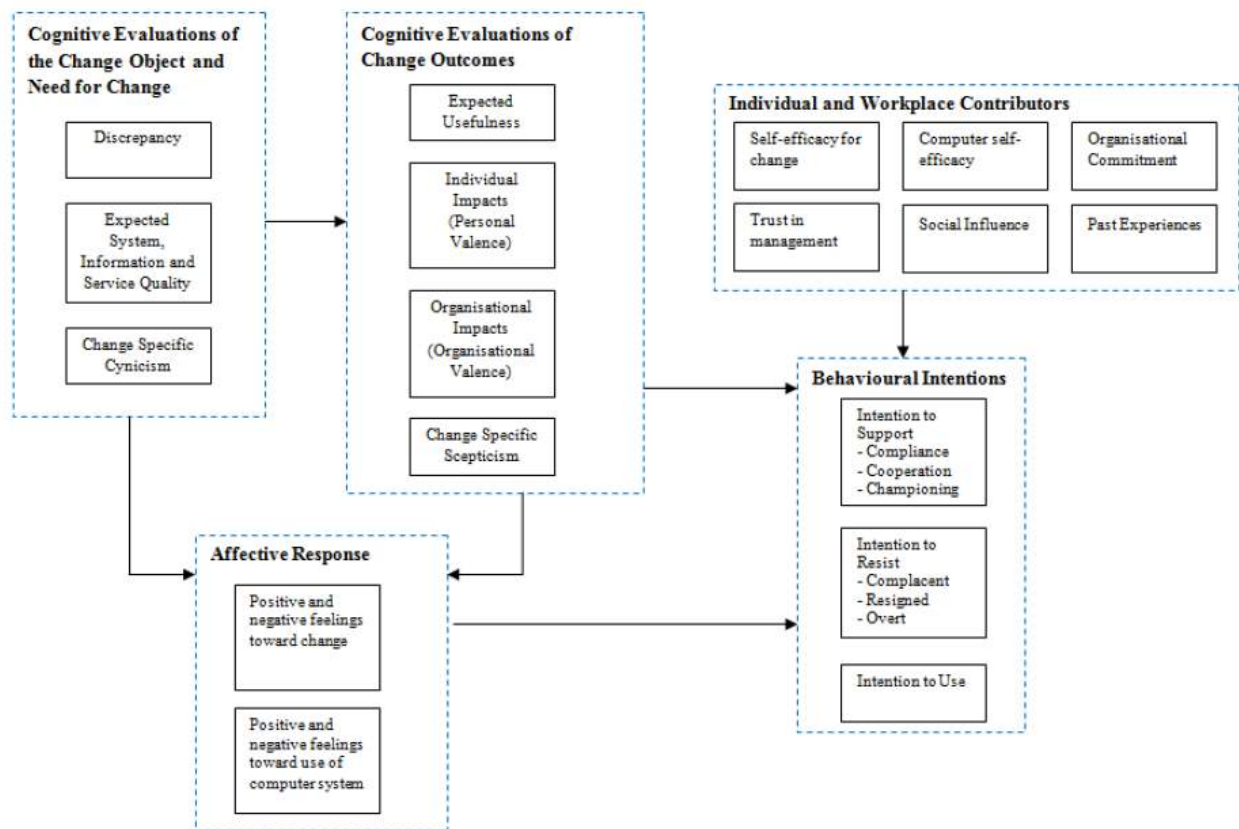 Cognitive Evaluations of
the Change Object and
Need for Change
Discrepancy
Expected
System,
Information and
Service Quality
Change Specific
Cynicism
Cognitive Evaluations of
Change Outcomes
Expected
Usefulness
Individual
Impacts
(Personal
Valence)
Organisational
Impacts
(Organisational
Valence)
Change Specific
Scepticism
Individual and Workplace Contributors
Self-efficacy for
change
Computer self-
efficacy
Organisational
Commitment
Trust in
management
Social Influence
Past Experiences
Affective Response
Positive and
negative feelings
toward change
Positive and
negative feelings
toward use of
computer system
Behavioural Intentions
Intention to
Support
- Compliance
- Cooperation
- Championing
Intention to
Resist
- Complacent
- Resigned
- Overt
Intention to Use